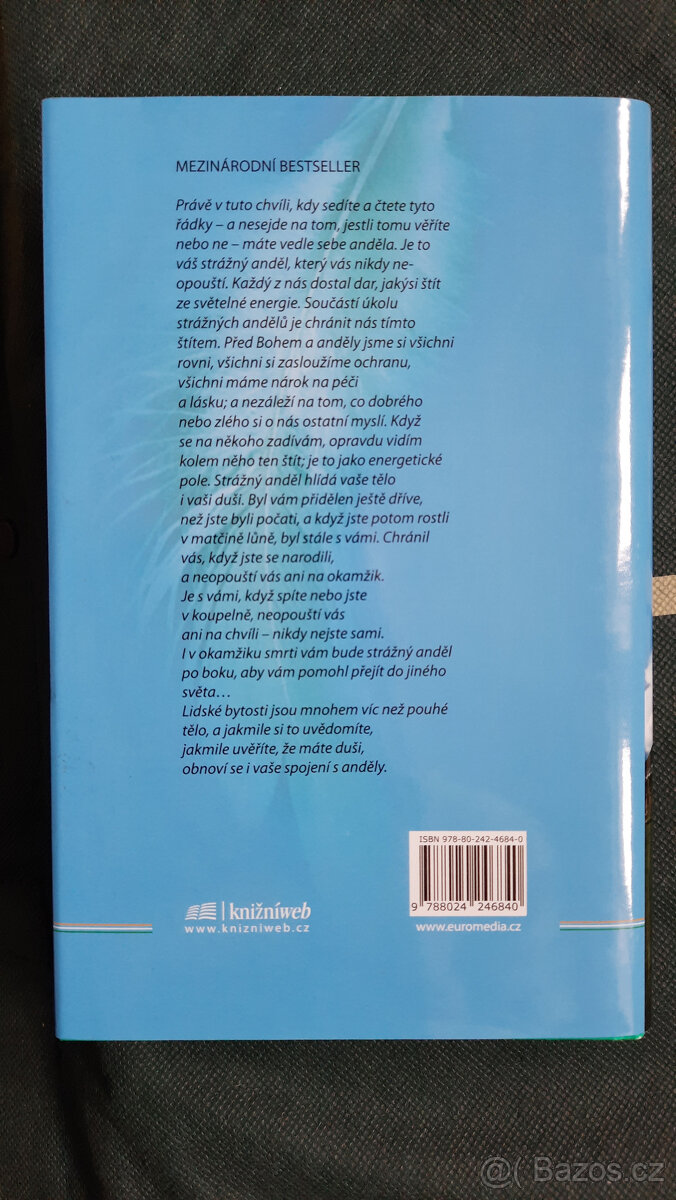 MEZINÁRODNÍ BESTSELLER
Právě v tuto chvíli, kdy sedíte a čtete tyto
řádky – a nesejde na tom, jestli tomu věříte
nebo ne – máte vedle sebe anděla. Je to
váš strážný anděl, který vás nikdy ne-
opouští. Každý z nás dostal dar, jakýsi štít
ze světelné energie. Součástí úkolu
strážných andělů je chránit nás tímto
štítem. Před Bohem a anděly jsme si všichni
rovni, všichni si zasloužíme ochranu,
všichni máme nárok na péči
a lásku; a nezáleží na tom, co dobrého
nebo zlého si o nás ostatní myslí. Když
se na někoho zadívám, opravdu vidím
kolem něho ten štít; je to jako energetické
pole. Strážný anděl hlídá vaše tělo
i vaši duši. Byl vám přidělen ještě dříve,
než jste byli počati, a když jste potom rostli
v matčině lůně, byl stále s vámi. Chránil
vás, když jste se narodili,
a neopouští vás ani na okamžik.
Je s vámi, když spíte nebo jste
v koupelně, neopouští vás
ani na chvíli – nikdy nejste sami.
I v okamžiku smrti vám bude strážný anděl
po boku, aby vám pomohl přejít do jiného
světa…
Lidské bytosti jsou mnohem víc než pouhé
tělo, a jakmile si to uvědomíte,
jakmile uvěříte, že máte duši,
obnoví se i vaše spojení s anděly.
ISBN 978-80-242-4684-0
9 788024 246840
knižníweb
www.knizniweb.cz
www.euromedia.cz
@( Bazos.cz